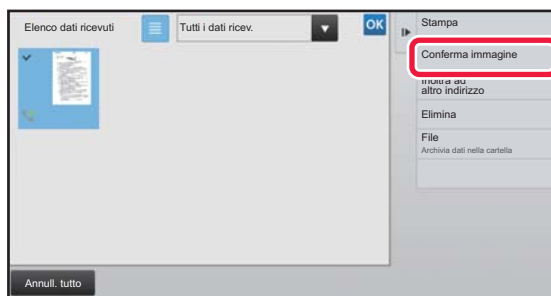 Elenco dati ricevuti
Tutti i dati ricev.
OK
Stampa
Conferma immagine
Inoltra ad
altro indirizzo
Elimina
File
Archivia dati nella cartella
Annull. tutto